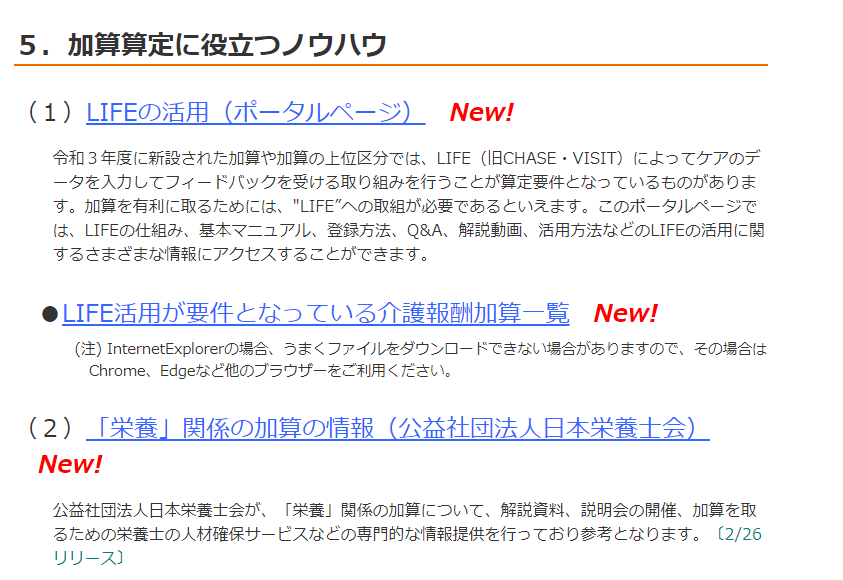 ５．加算算定に役立つノウハウ
（１）LIFEの活用（ポータルページ）　New!
令和３年度に新設された加算や加算の上位区分では、LIFE（旧CHASE・VISIT）によってケアのデ
ータを入力してフィードバックを受ける取り組みを行うことが算定要件となっているものがありま
す。加算を有利に取るためには、"LIFE”への取組が必要であるといえます。このポータルページで
は、LIFEの仕組み、基本マニュアル、登録方法、Q&A、解説動画、活用方法などのLIFEの活用に関
するさまざまな情報にアクセスすることができます。
●LIFE活用が要件となっている介護報酬加算一覧　New!
(注) InternetExplorerの場合、うまくファイルをダウンロードできない場合がありますので、その場合は
Chrome、Edgeなど他のブラウザーをご利用ください。
（２）「栄養」関係の加算の情報（公益社団法人日本栄養士会）
New!
公益社団法人日本栄養士会が、「栄養」関係の加算について、解説資料、説明会の開催、加算を取
るための栄養士の人材確保サービスなどの専門的な情報提供を行っており参考となります。〔2/26
リリース〕